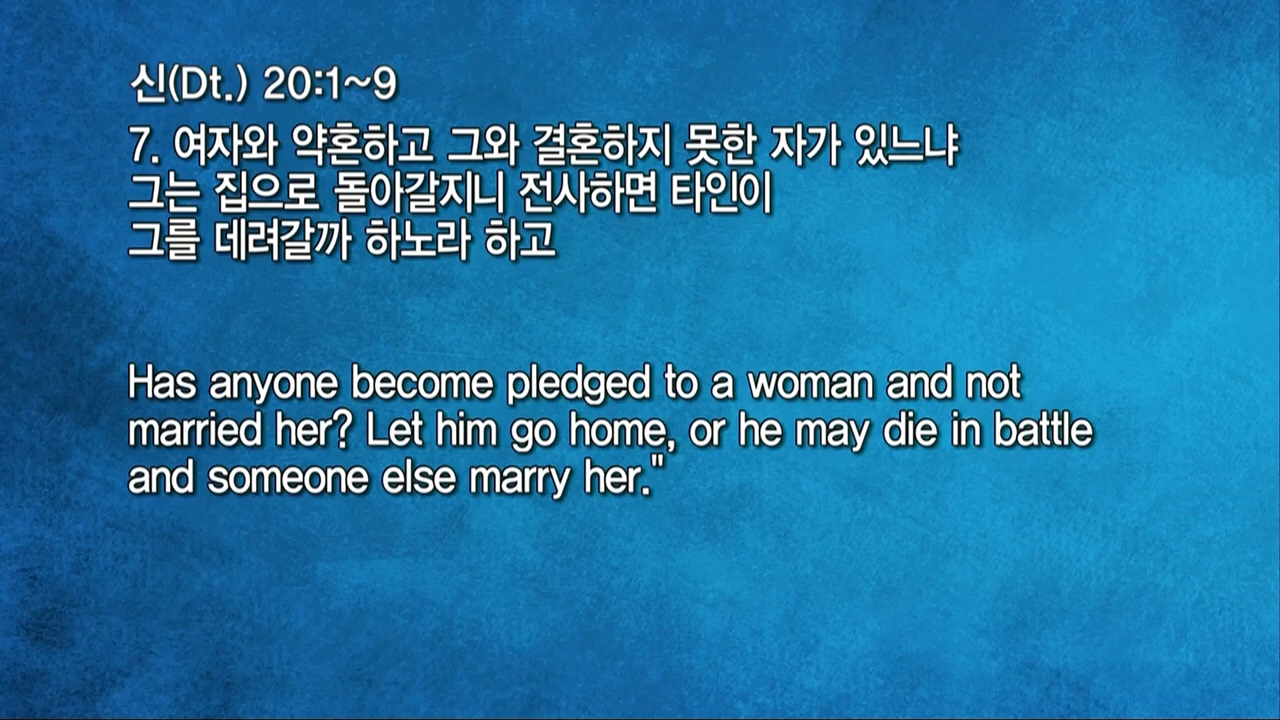 신(Dt.) 20:1~9
7. 여자와 약혼하고 그와 결혼하지 못한 자가 있느냐
그는 집으로 돌아갈지니 전사하면 타인이
그를 데려갈까 하노라 하고
Has anyone become pledged to a woman and not
married her? Let him go home, or he may die in battle
and someone else marry her."